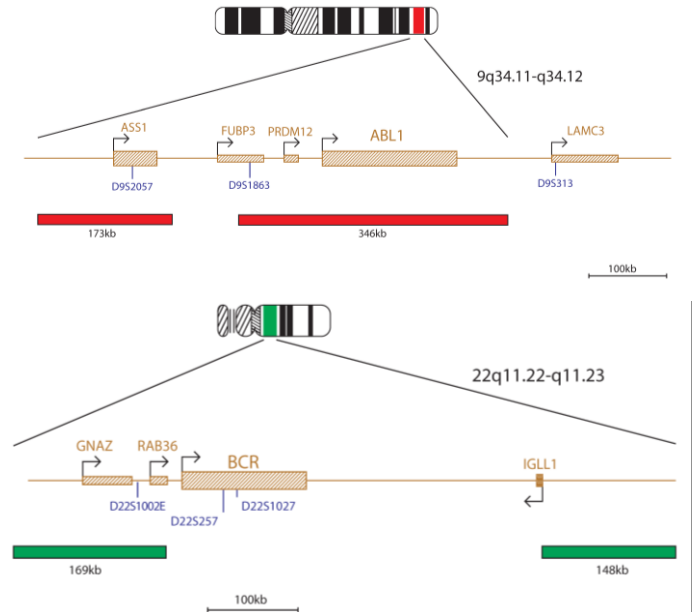 9q34.11-q34.12
ASS1
FUBP3
PRDM12
ABL1
LAMC3
D9S2057
D9S1863
D9S313
173kb
346kb
100kb
22q11.22-q11.23
GNAZ
RAB36
BCR
IGLL1
D22S1002E
D22S257
D22S1027
169kb
148kb
100kb